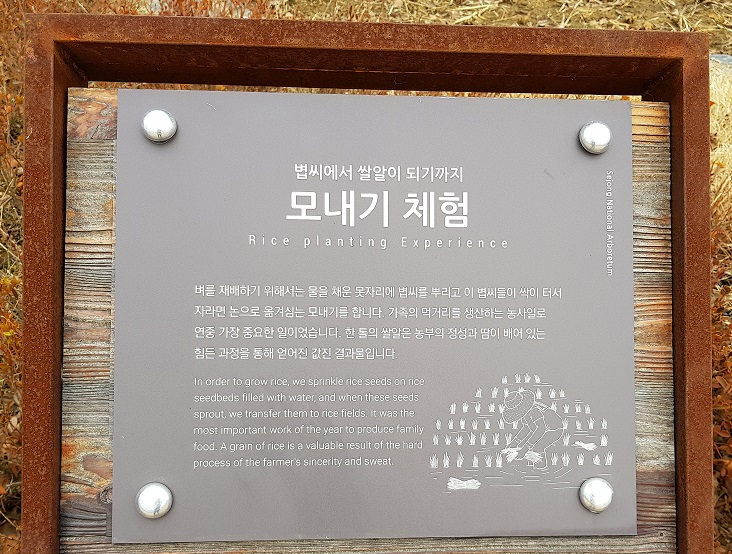 볍씨에서 쌀알이 되기까지
모내기 체험
Rice planting Experience
Sejong National Arboretum
벼를 재배하기 위해서는 물을 채운 못자리에 볍씨를 뿌리고 이 볍씨들이 싹이 터서
자라면 논으로 옮겨심는 모내기를 합니다. 가족의 먹거리를 생산하는 농사일로
연중 가장 중요한 일이었습니다. 한 톨의 쌀알은 농부의 정성과 땀이 배어 있는
힘든 과정을 통해 얻어진 값진 결과물입니다.
In order to grow rice, we sprinkle rice seeds on rice
seedbeds filled with water, and when these seeds
sprout, we transfer them to rice fields. It was the
most important work of the year to produce family
food. A grain of rice is a valuable result of the hard
process of the farmer's sincerity and sweat.